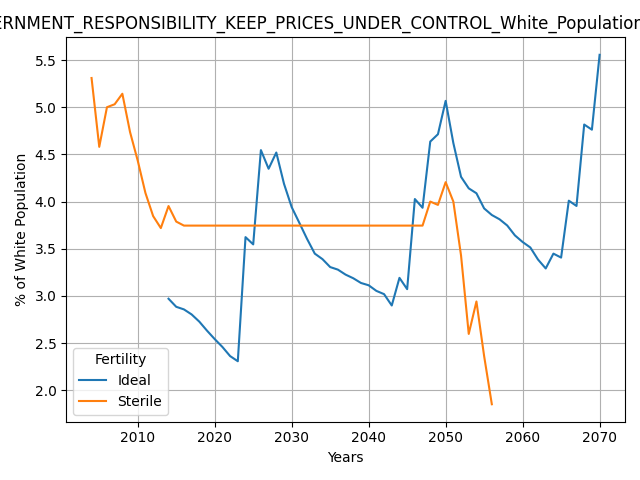 ERNMENT_RESPONSIBILITY_KEEP_PRICES_UNDER_CONTROL_White_Population
5.5
5.0
4.5
4.0
3.5
3.0
2.5
2.0
% of White Population
Fertility
Ideal
Sterile
2010 2020 2030 2040 2050 2060 2070
Years